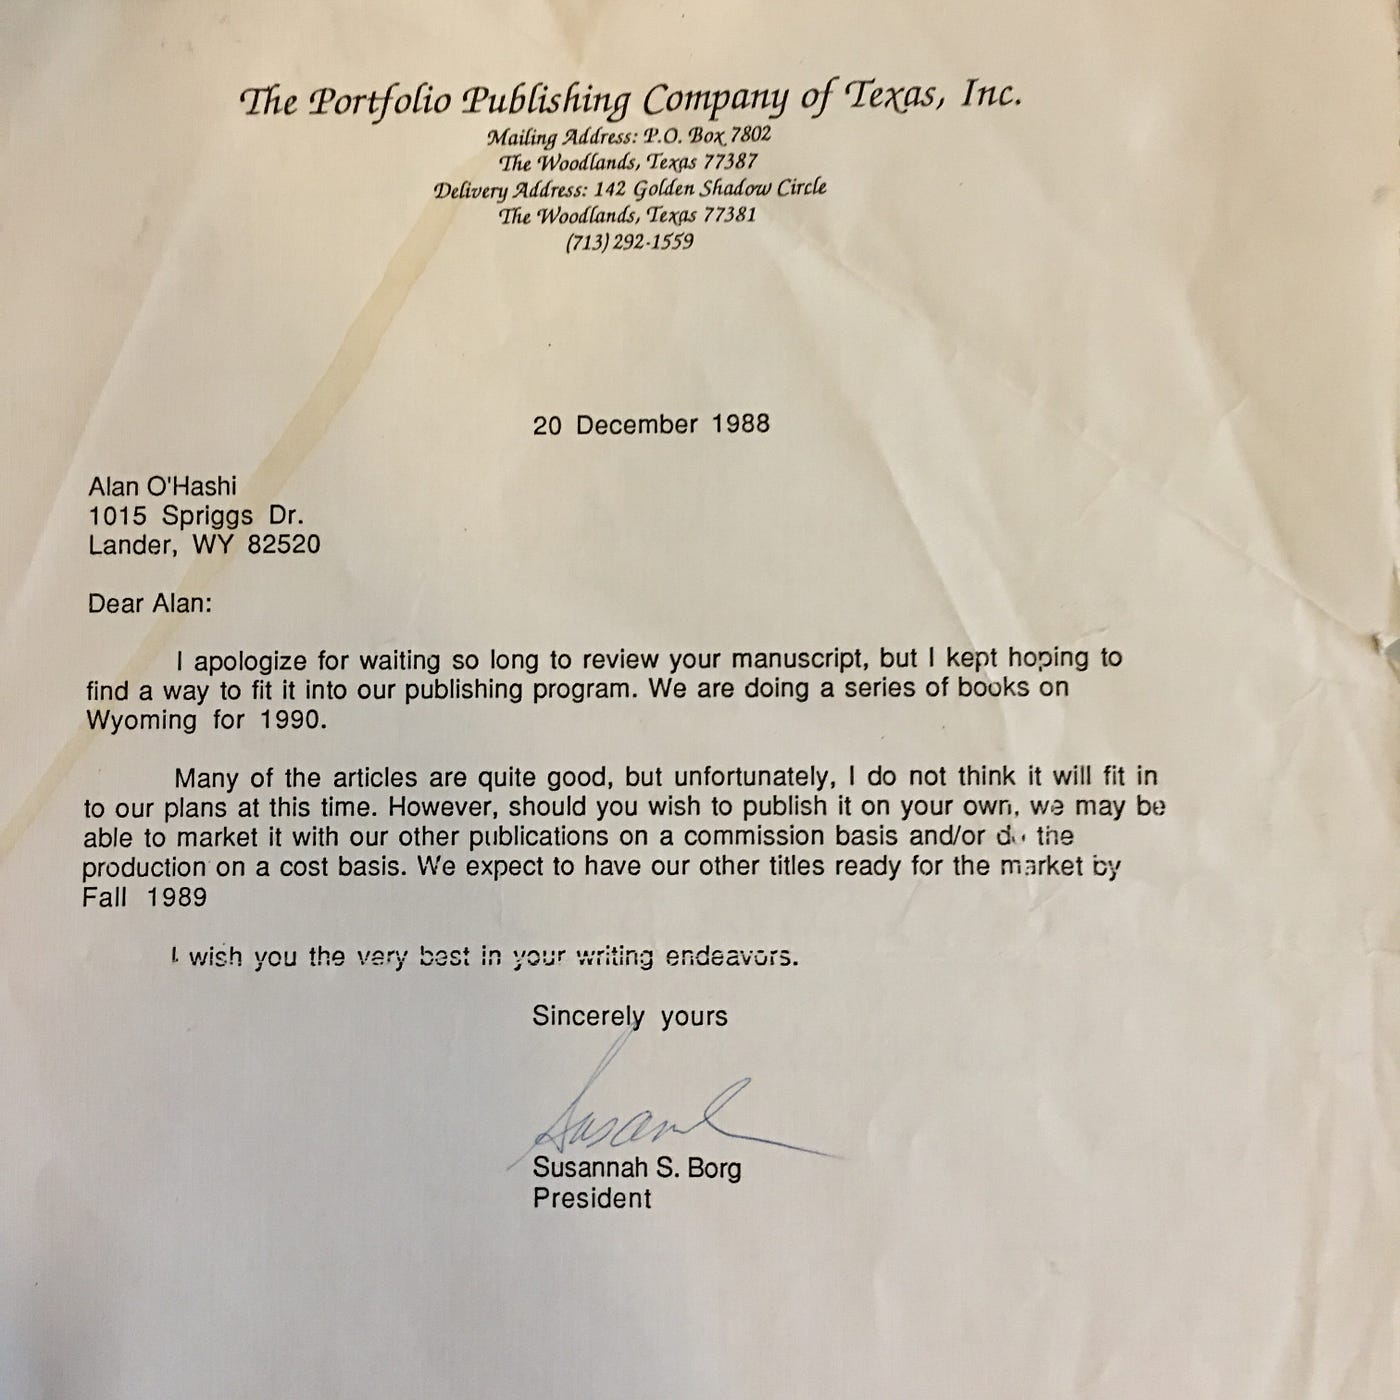 The Portfolio Publishing Company of Texas, Inc.
Mailing Address: P.O. Box 7802
The Woodlands, Texas 77387
Delivery Address: 142 Golden Shadow Circle
The Woodlands, Texas 77381
(713) 292-1559
20 December 1988
Alan O'Hashi
1015 Spriggs Dr.
Lander, WY 82520
Dear Alan:
I apologize for waiting so long to review your manuscript, but I kept hoping to
find a way to fit it into our publishing program. We are doing a series of books on
Wyoming for 1990.
Many of the articles are quite good, but unfortunately, I do not think it will fit in
to our plans at this time. However, should you wish to publish it on your own, we may be
able to market it with our other publications on a commission basis and/or do the
production on a cost basis. We expect to have our other titles ready for the market by
Fall 1989
I wish you the very best in your writing endeavors.
Sincerely yours
Susannah
Susannah S. Borg
President